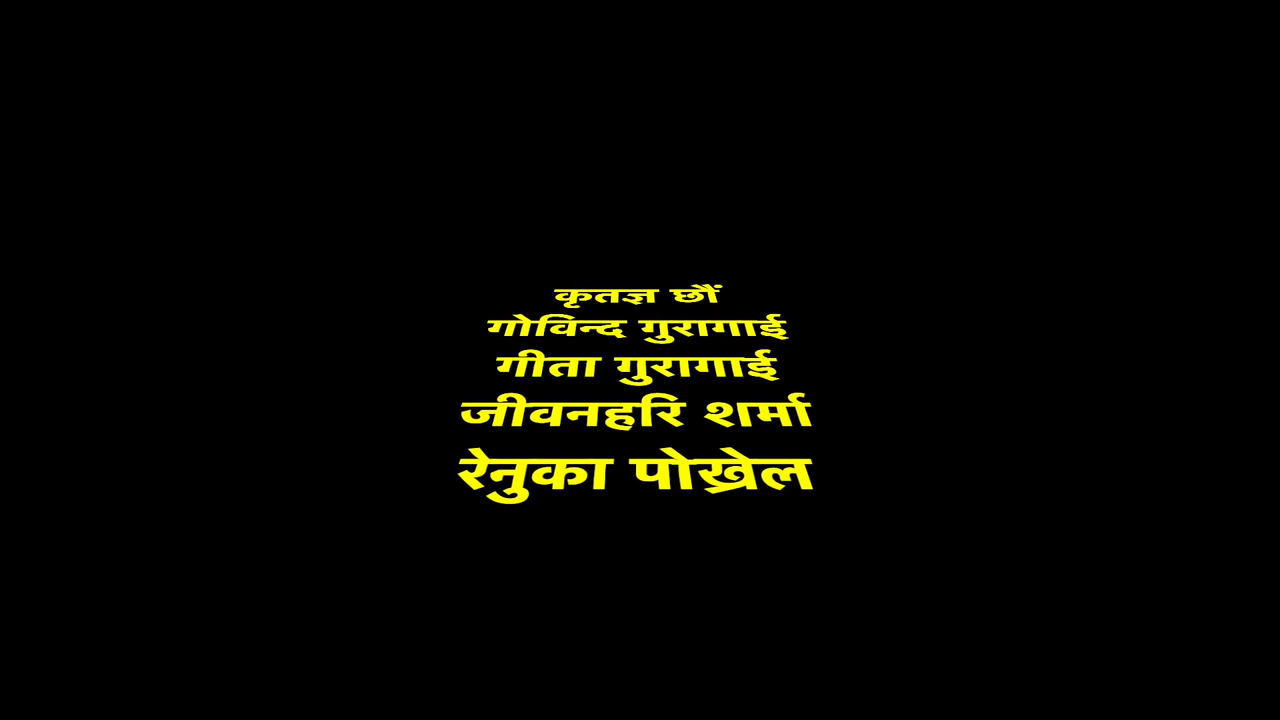 कृतज्ञ छौं
गोविन्द गुरागाई
गीता गुरागाई
जीवनहरि शर्मा
रेनुका पोख्रेल